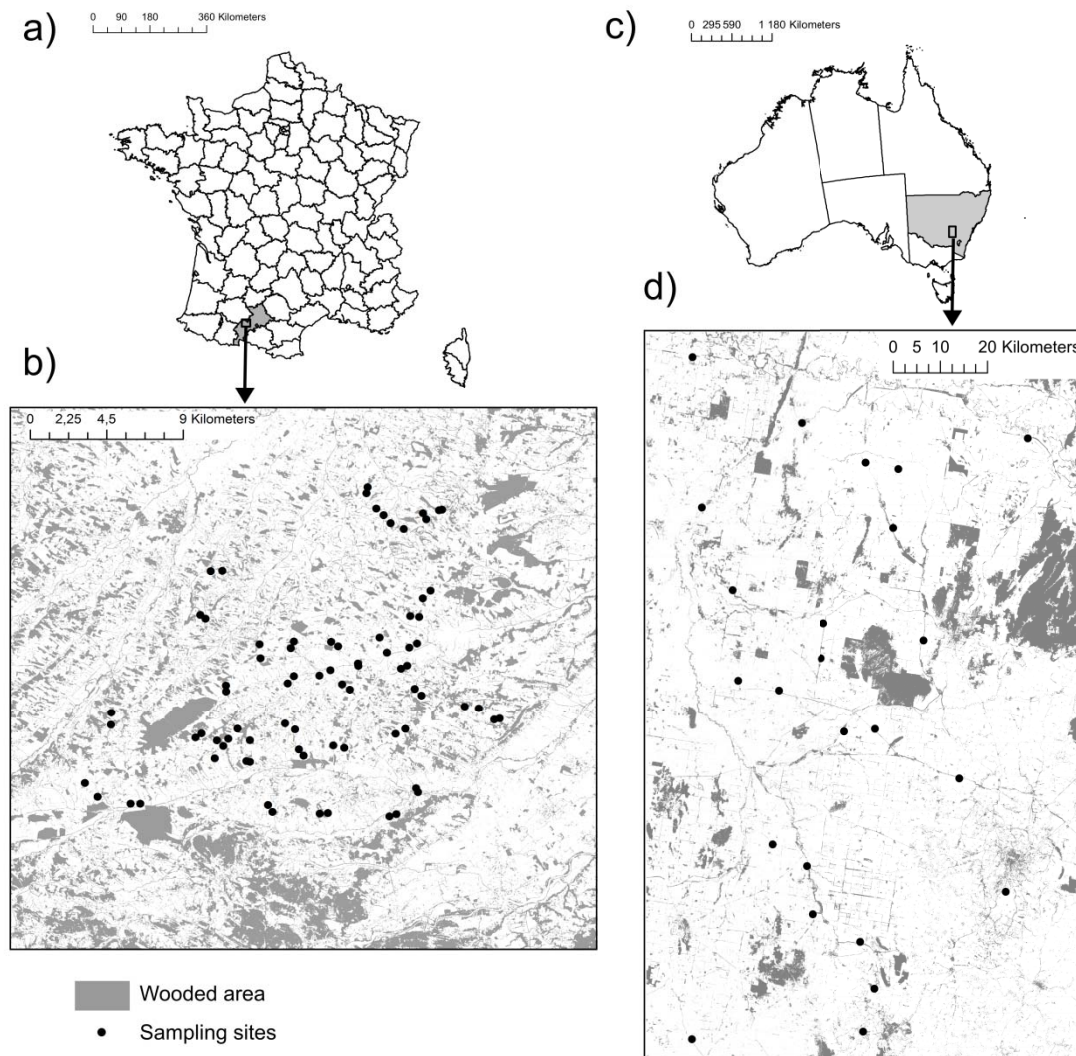 a)
0 90 180 360 Kilometers
c)
0 295 590 1 180 Kilometers
b)
0 2,25 4,5 9 Kilometers
d)
0 5 10 20 Kilometers
Wooded area
Sampling sites